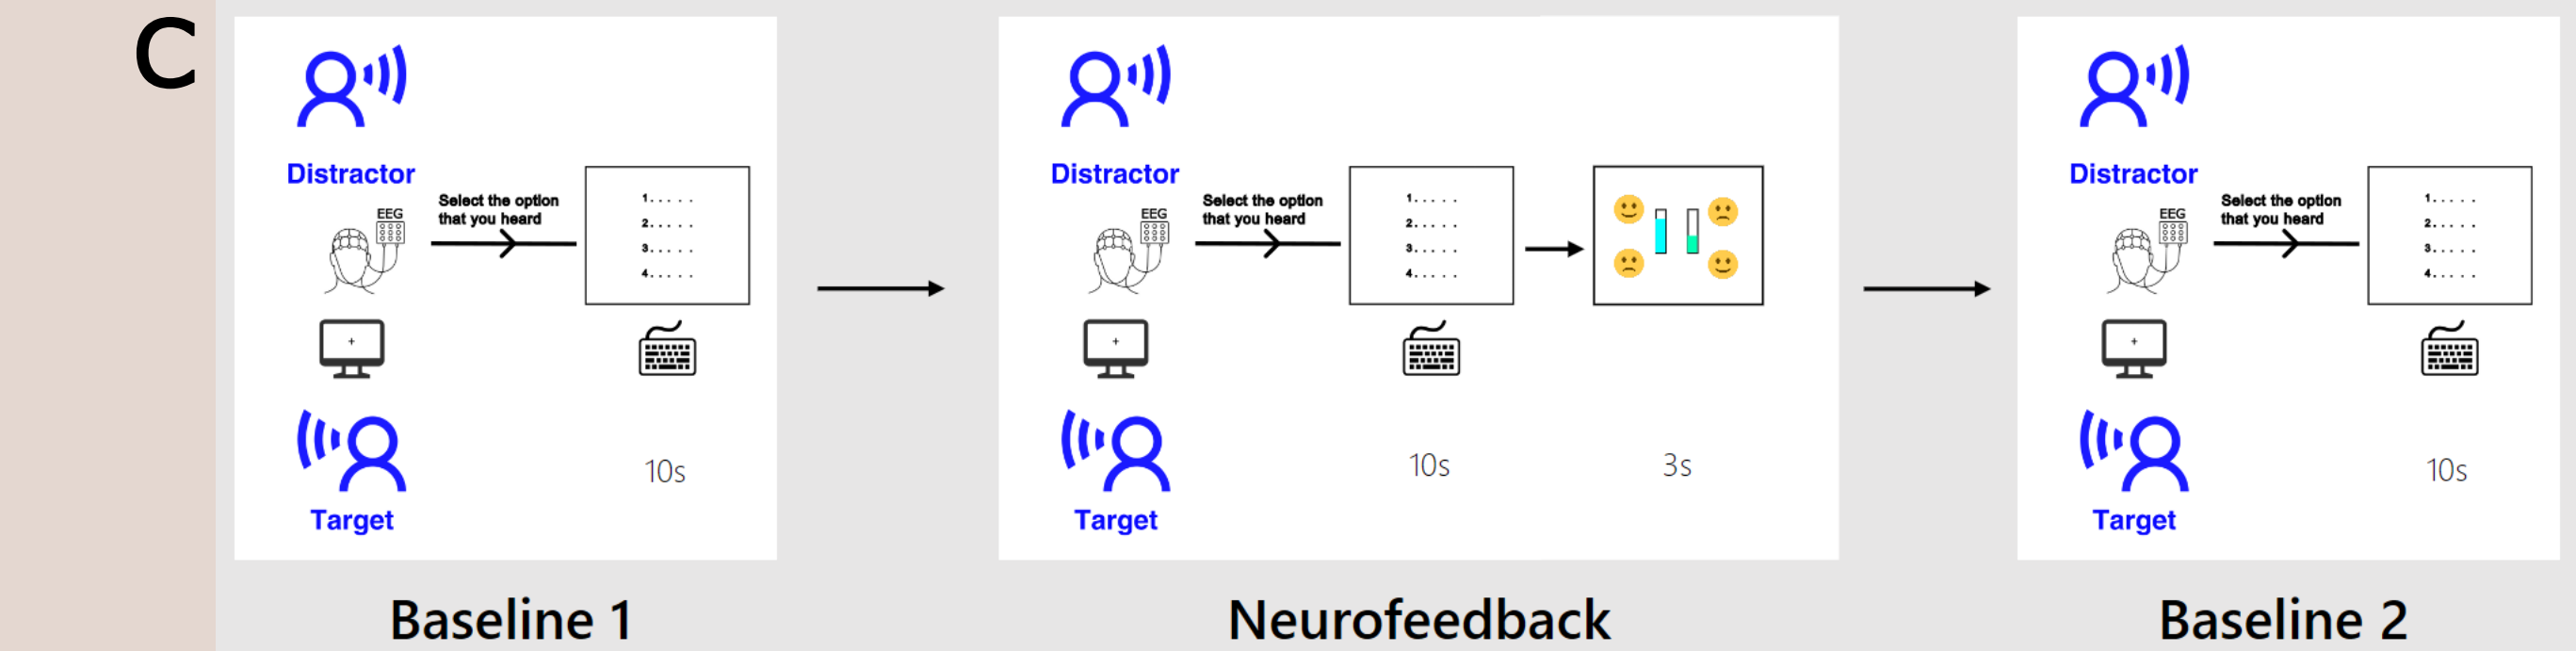 C
Distractor
EEG
Select the option
that you heard
1.....
2.....
3.....
4.....
+
10s
Target
Baseline 1
Distractor
EEG
Select the option
that you heard
1.....
2.....
3.....
4.....
+
10s
3s
Target
Neurofeedback
Distractor
EEG
Select the option
that you heard
1.....
2.....
3.....
4.....
+
10s
Target
Baseline 2